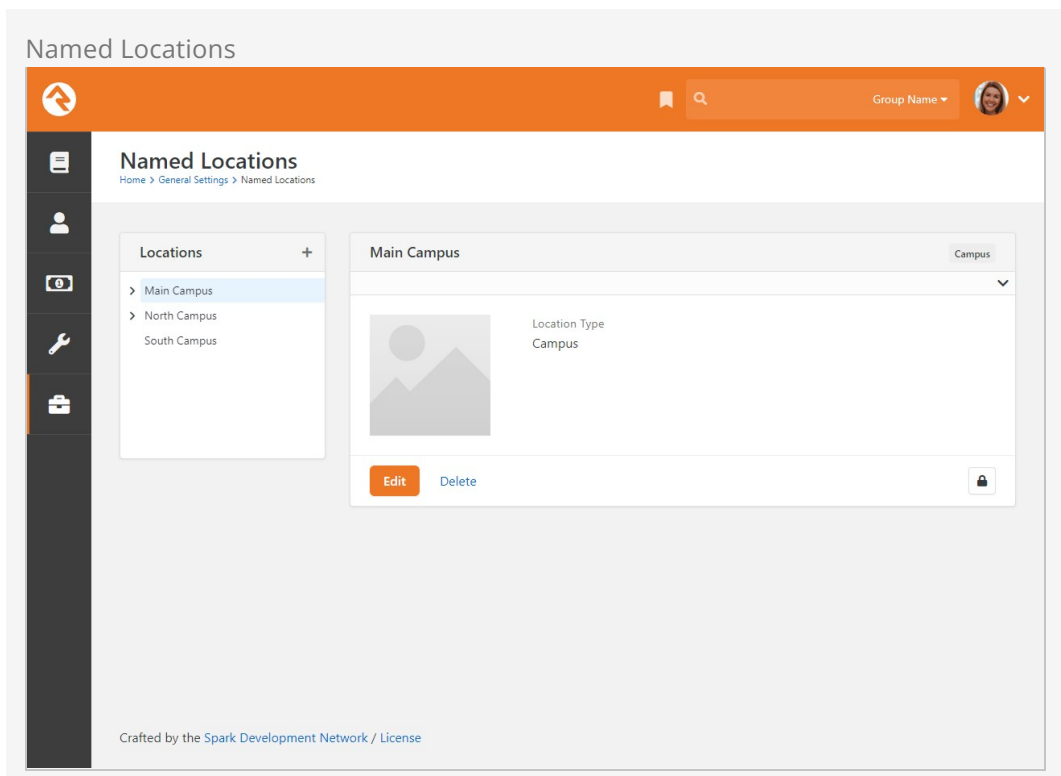 Named Locations
Group Name
Named Locations
Home > General Settings > Named Locations
Locations +
Main Campus
Campus
> Main Campus
> North Campus
South Campus
Location Type
Campus
Edit
Delete
Crafted by the Spark Development Network / License